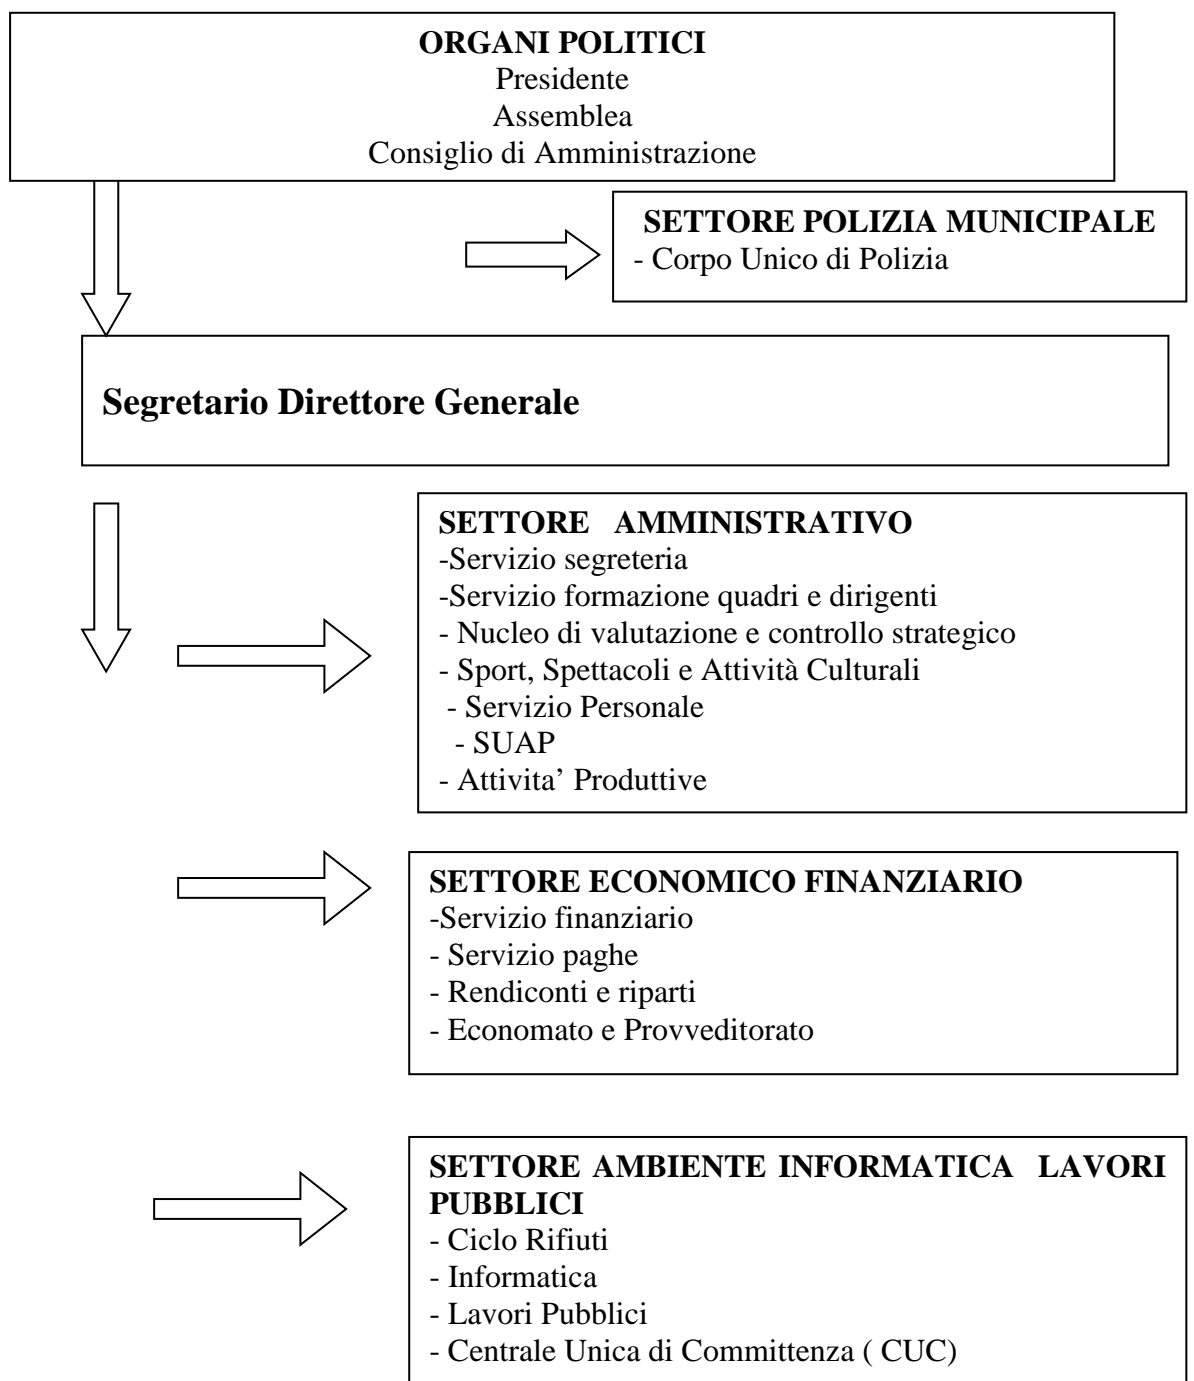 ORGANI POLITICI
Presidente
Assemblea
Consiglio di Amministrazione
SETTORE POLIZIA MUNICIPALE
- Corpo Unico di Polizia
Segretario Direttore Generale
SETTORE AMMINISTRATIVO
-Servizio segreteria
-Servizio formazione quadri e dirigenti
- Nucleo di valutazione e controllo strategico
- Sport, Spettacoli e Attività Culturali
- Servizio Personale
- SUAP
- Attivita’ Produttive
SETTORE ECONOMICO FINANZIARIO
-Servizio finanziario
- Servizio paghe
- Rendiconti e riparti
- Economato e Provveditorato
SETTORE AMBIENTE INFORMATICA LAVORI
PUBBLICI
- Ciclo Rifiuti
- Informatica
- Lavori Pubblici
- Centrale Unica di Committenza ( CUC)